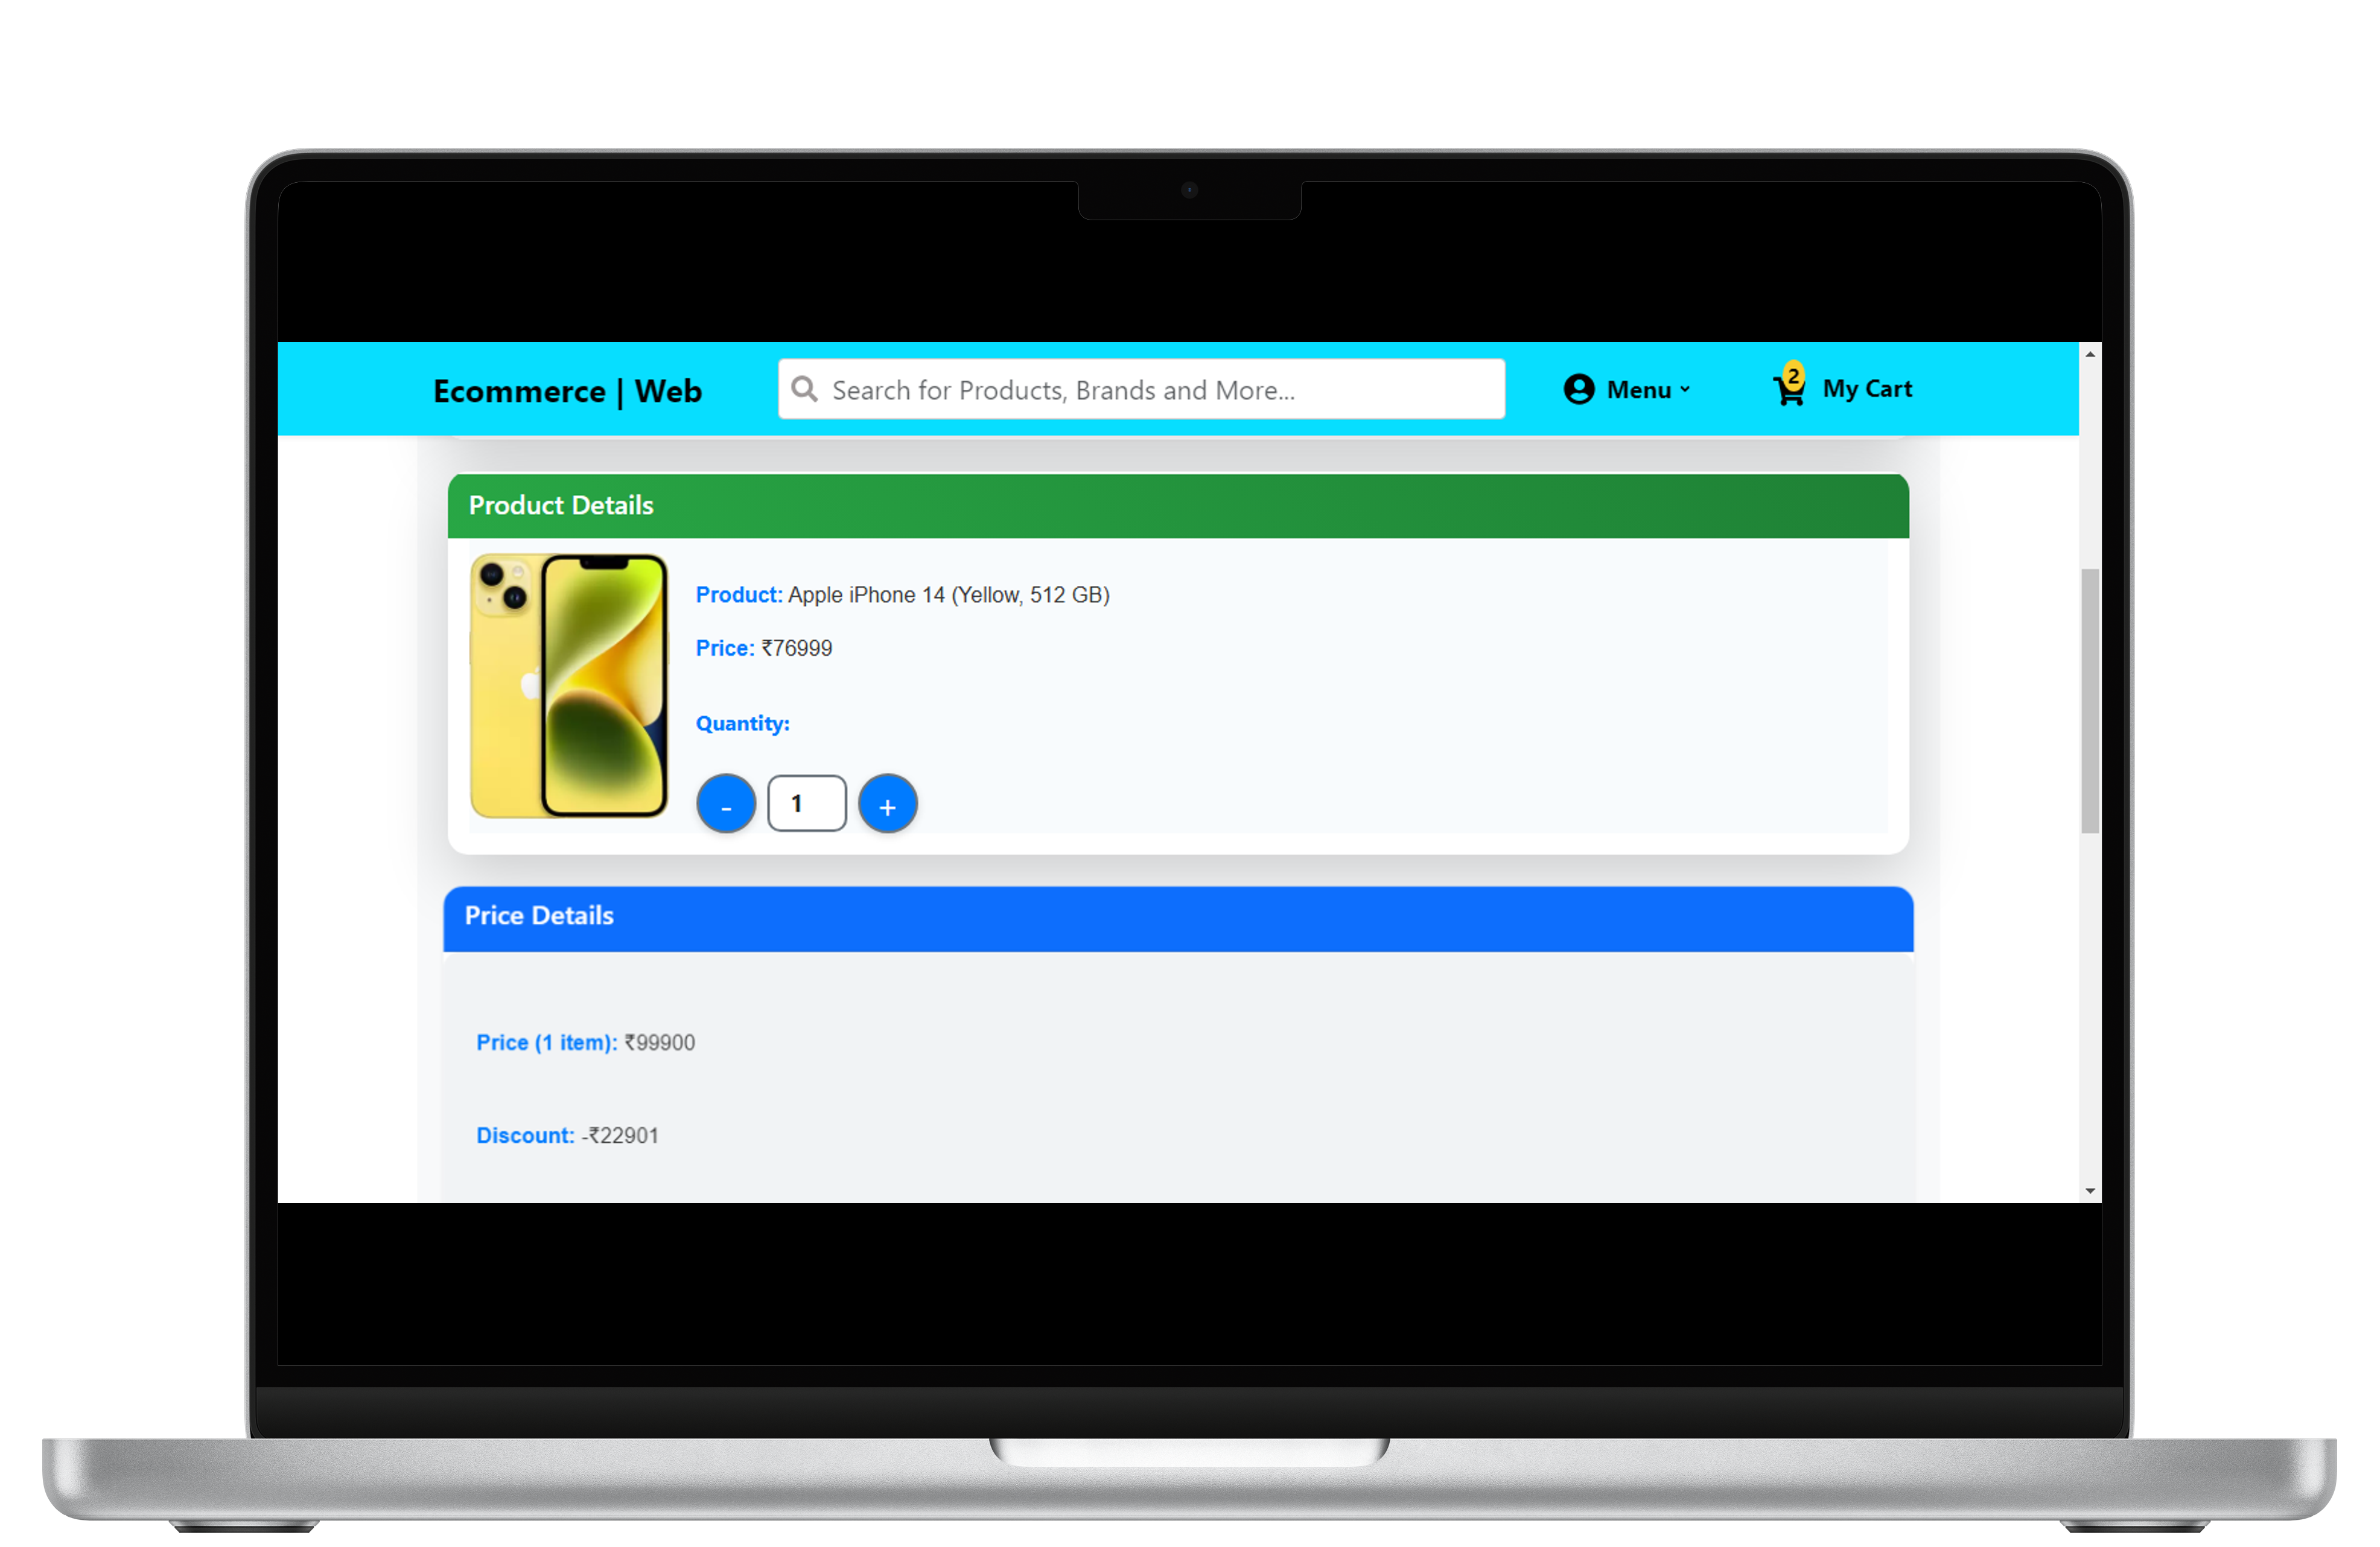 Ecommerce | Web
Search for Products, Brands and More...
Menu
2
My Cart
Product Details
Product: Apple iPhone 14 (Yellow, 512 GB)
Price: ₹76999
Quantity:
- 1 +
Price Details
Price (1 item): ₹99900
Discount: -₹22901